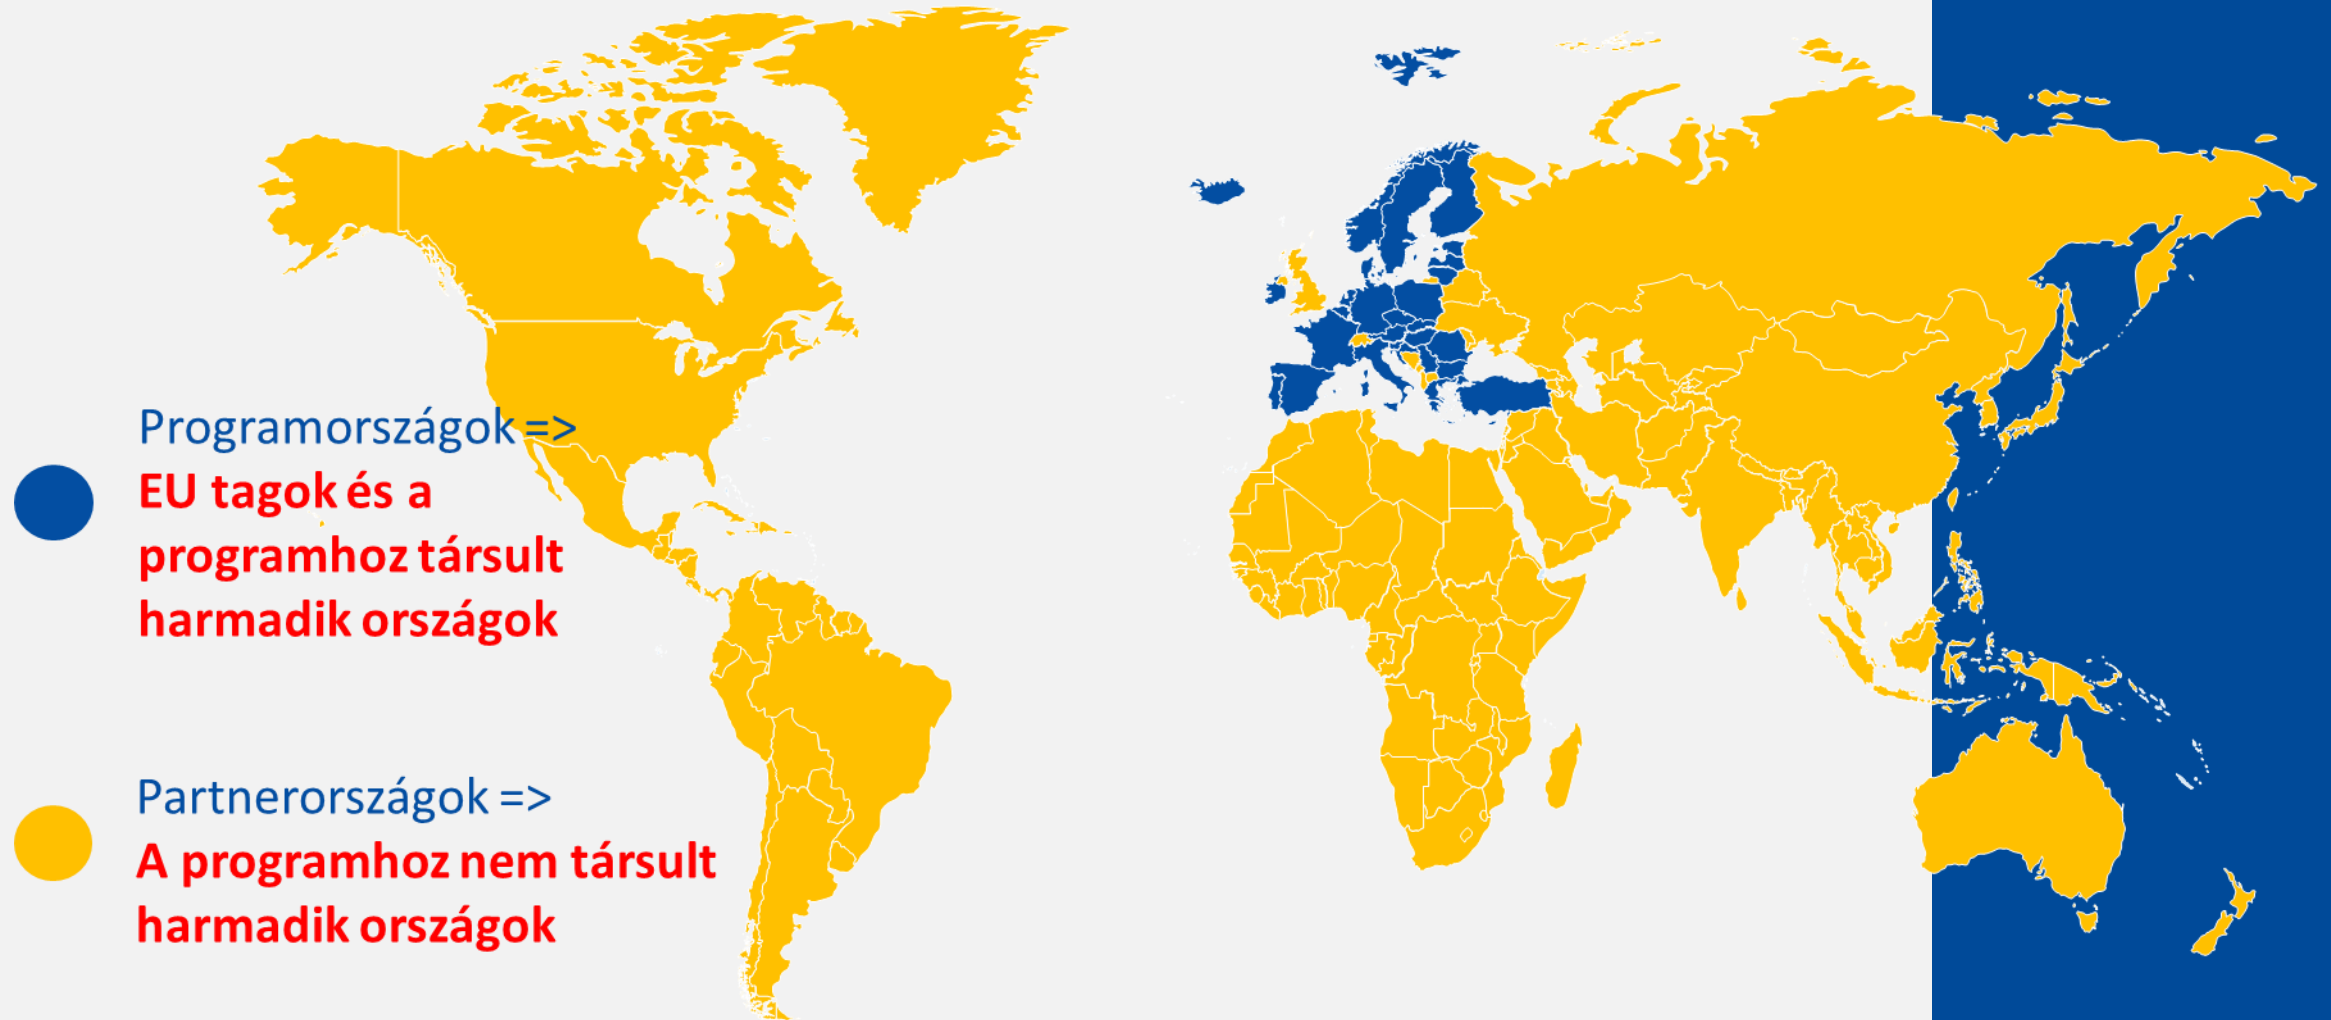 Programországok =>
EU tagok és a
programhoz társult
harmadik országok
Partnerországok =>
A programhoz nem társult
harmadik országok